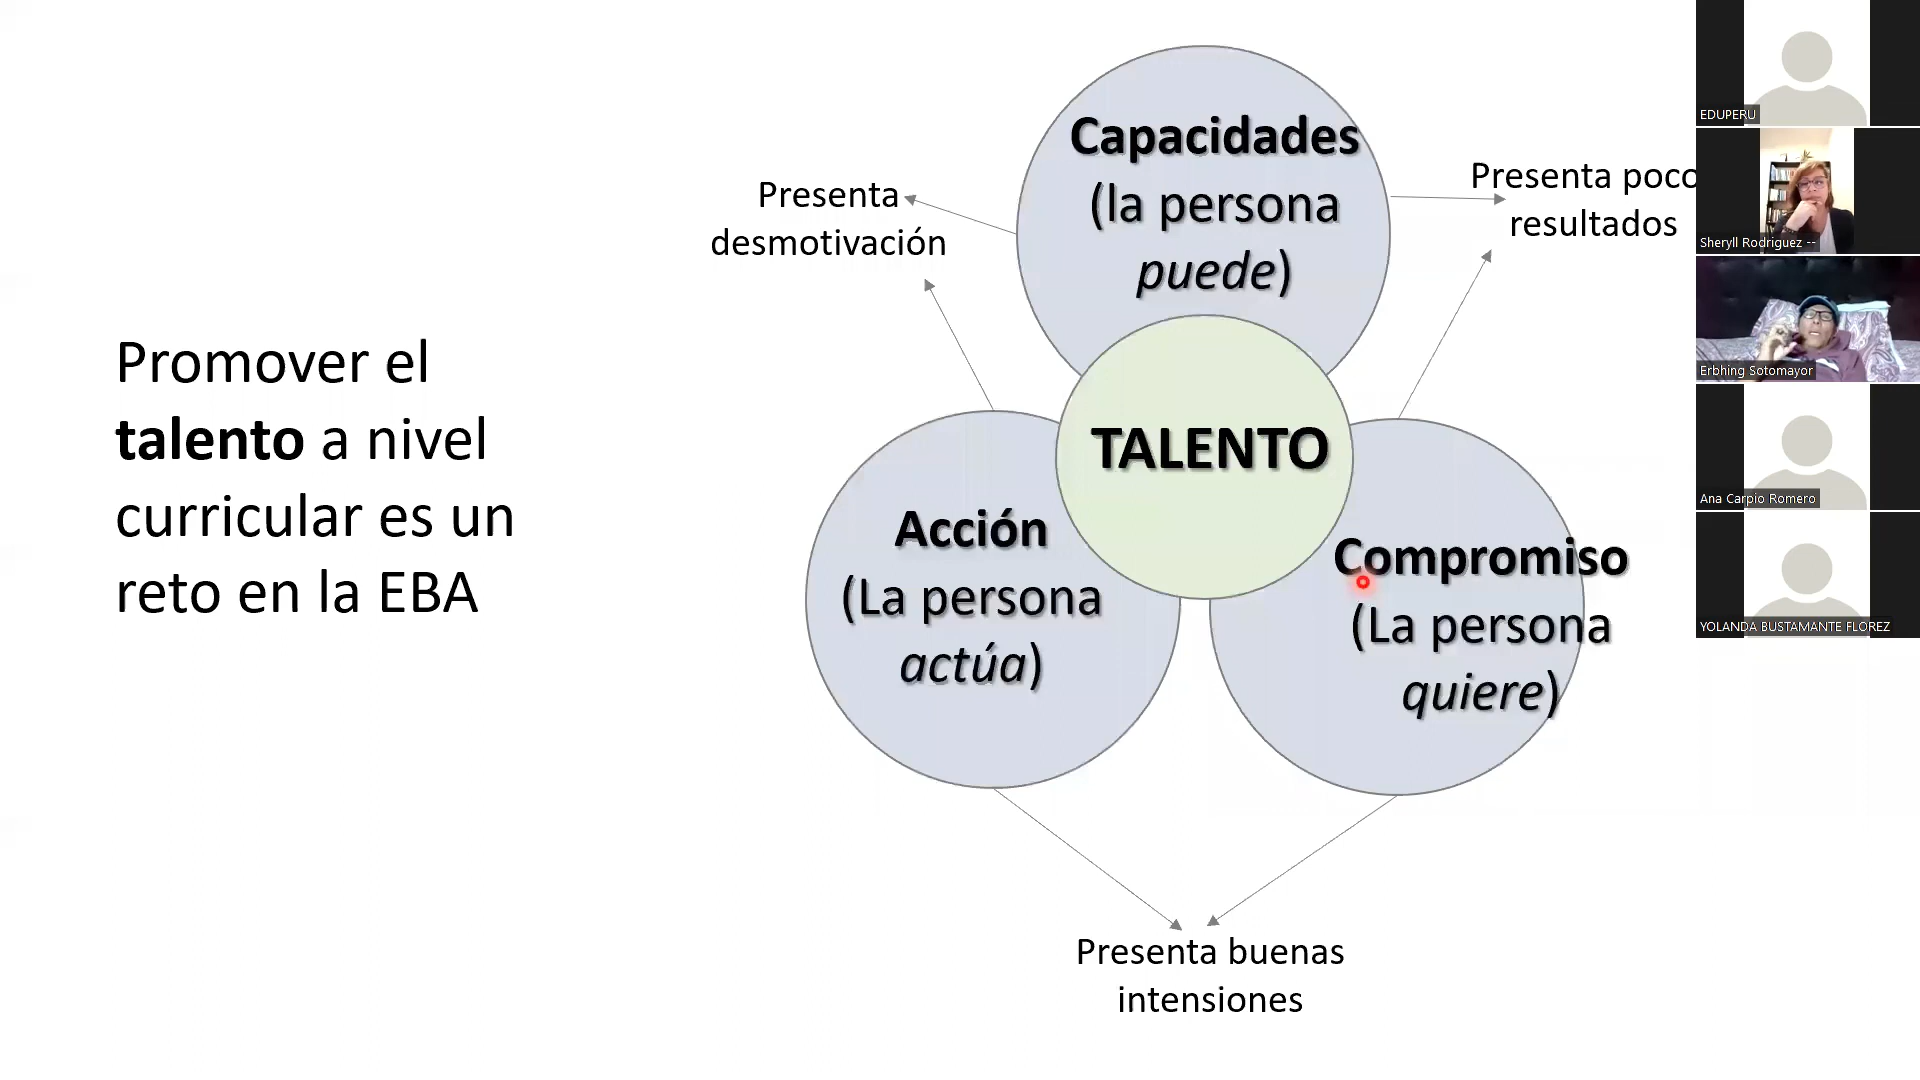 Promover el
talento a nivel
curricular es un
reto en la EBA
Capacidades
(la persona
puede)
Presenta
desmotivación
Presenta poco
resultados
TALENTO
Acción
(La persona
actúa)
Compromiso
(La persona
quiere)
Presenta buenas
intensiones
EDUPERU
Sheryll Rodriguez --
Erbhing Sotomayor
Ana Carpio Romero
YOLANDA BUSTAMANTE FLOREZ